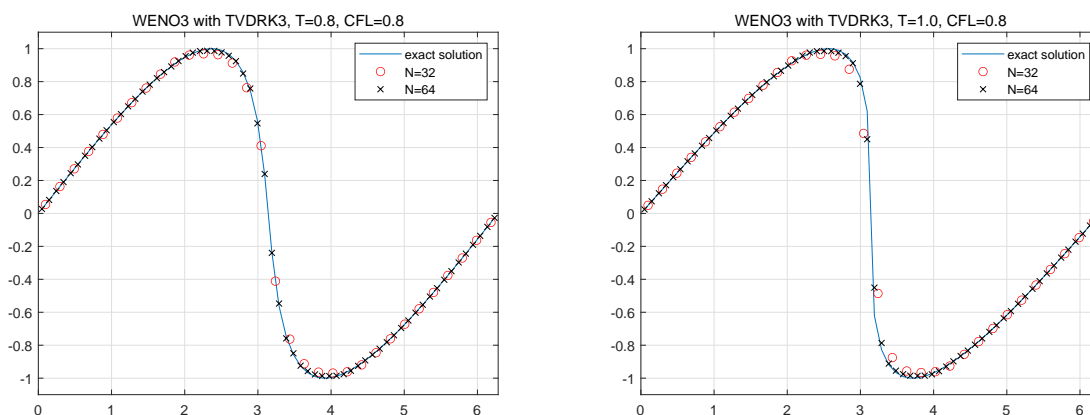 WENO3 with TVDRK3, T=0.8, CFL=0.8
1
0.8
0.6
0.4
0.2
0
-0.2
-0.4
-0.6
-0.8
-1
0 1 2 3 4 5 6
exact solution
N=32
N=64
WENO3 with TVDRK3, T=1.0, CFL=0.8
1
0.8
0.6
0.4
0.2
0
-0.2
-0.4
-0.6
-0.8
-1
0 1 2 3 4 5 6
exact solution
N=32
N=64